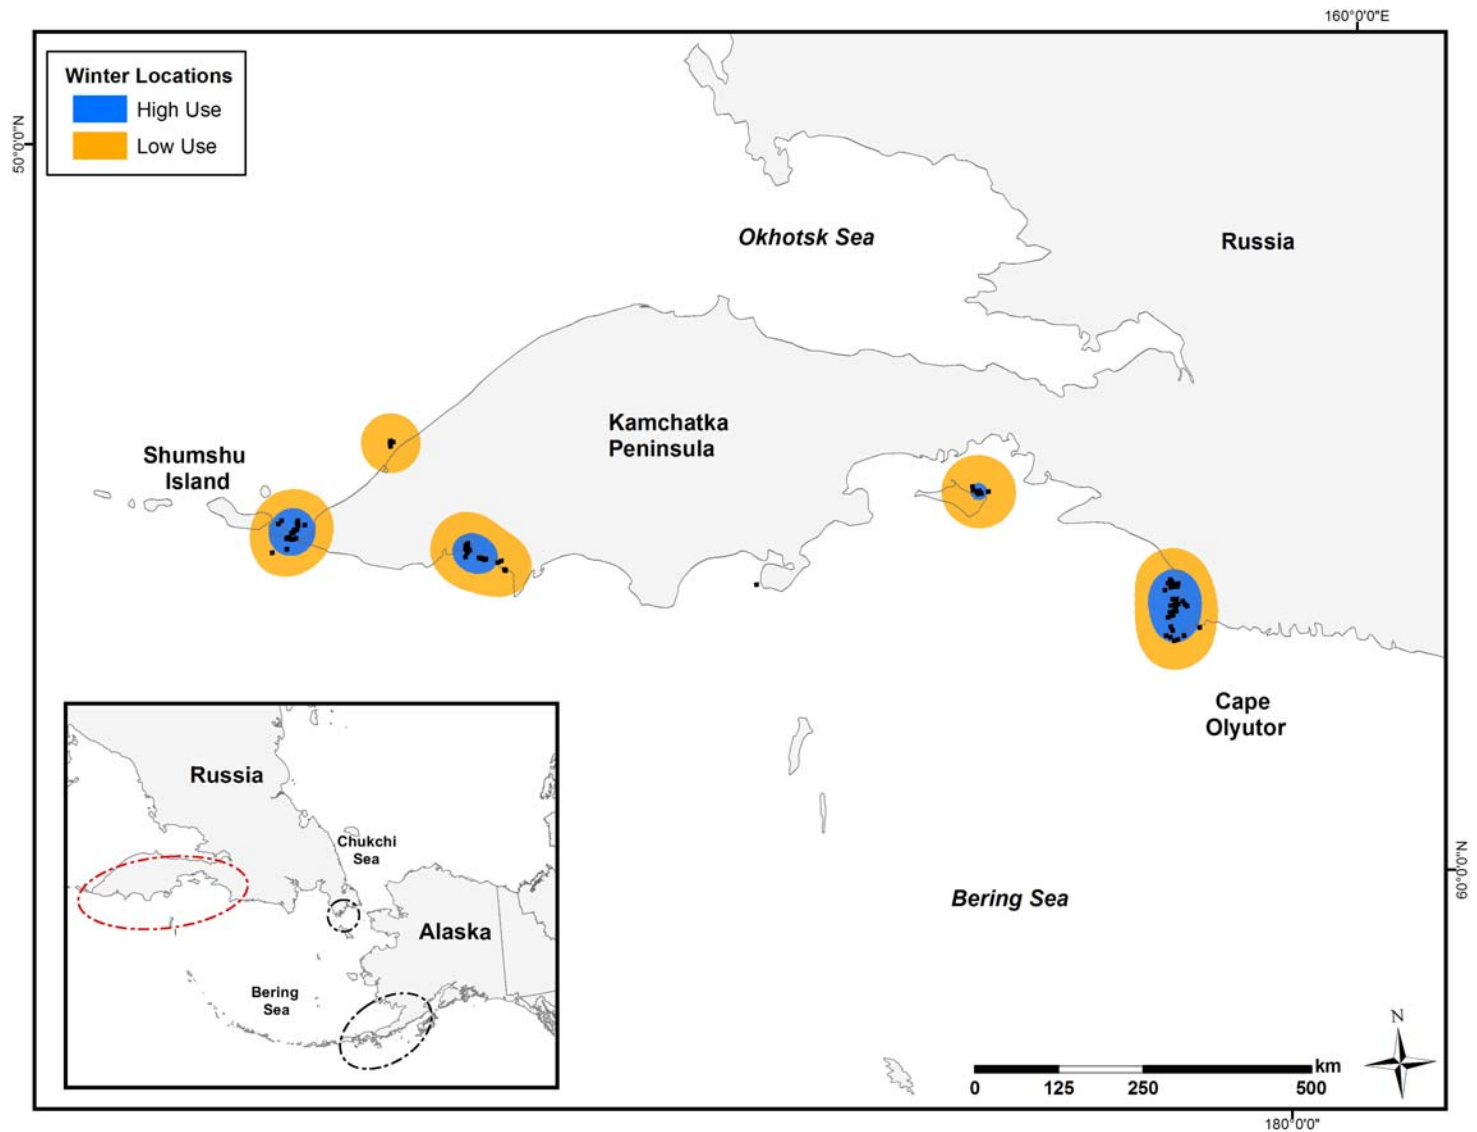 160°0'0"E
Winter Locations
High Use
Low Use
50°0'0"N
Okhotsk Sea
Russia
Kamchatka
Peninsula
Shumshu
Island
Cape
Olyutor
Bering Sea
60°0'0"N
Russia
Chukchi
Sea
Alaska
Bering
Sea
N
km
0 125 250 500
180°0'0"